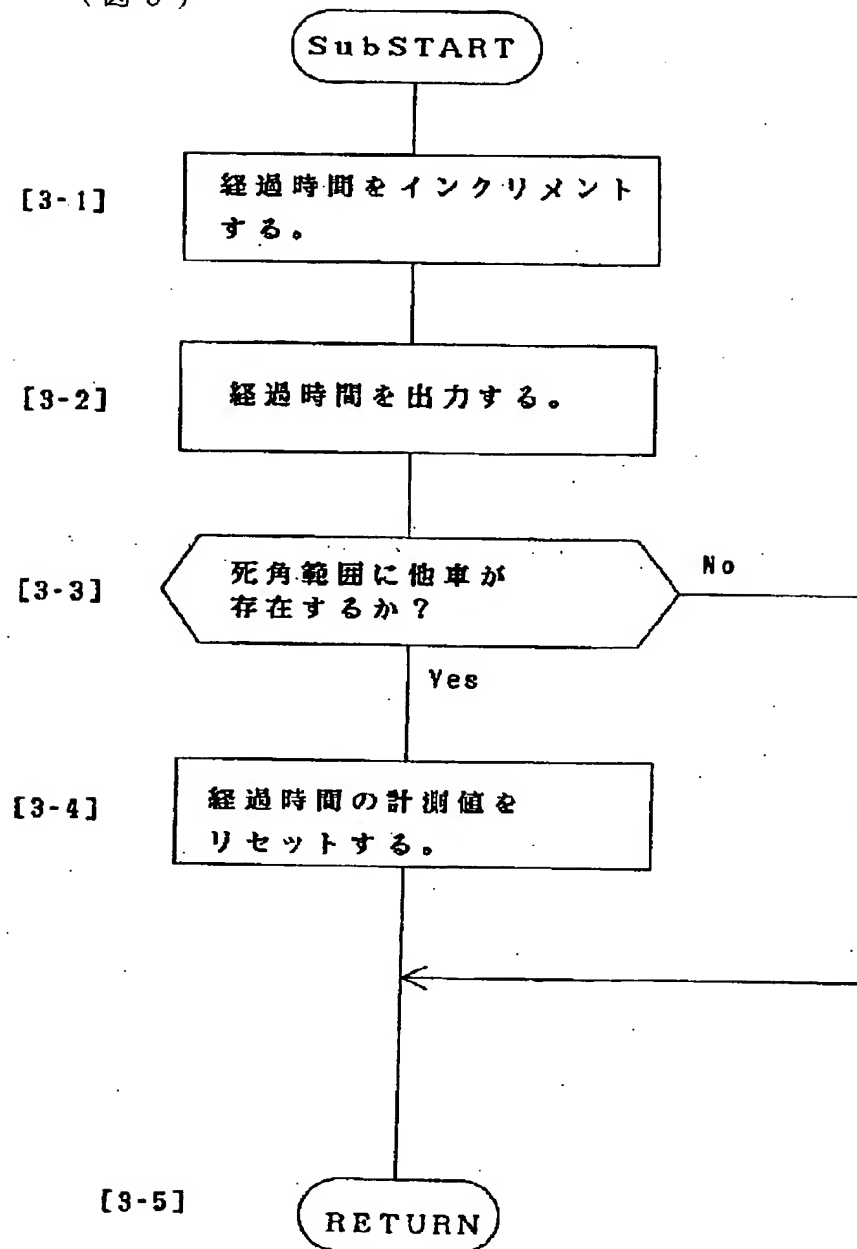 SubSTART
[3-1]
経過時間をインクリメント
する。
[3-2]
経過時間を出力する。
[3-3]
死角範囲に他車が
存在するか?
No
Yes
[3-4]
経過時間の計測値を
リセットする。
[3-5]
RETURN